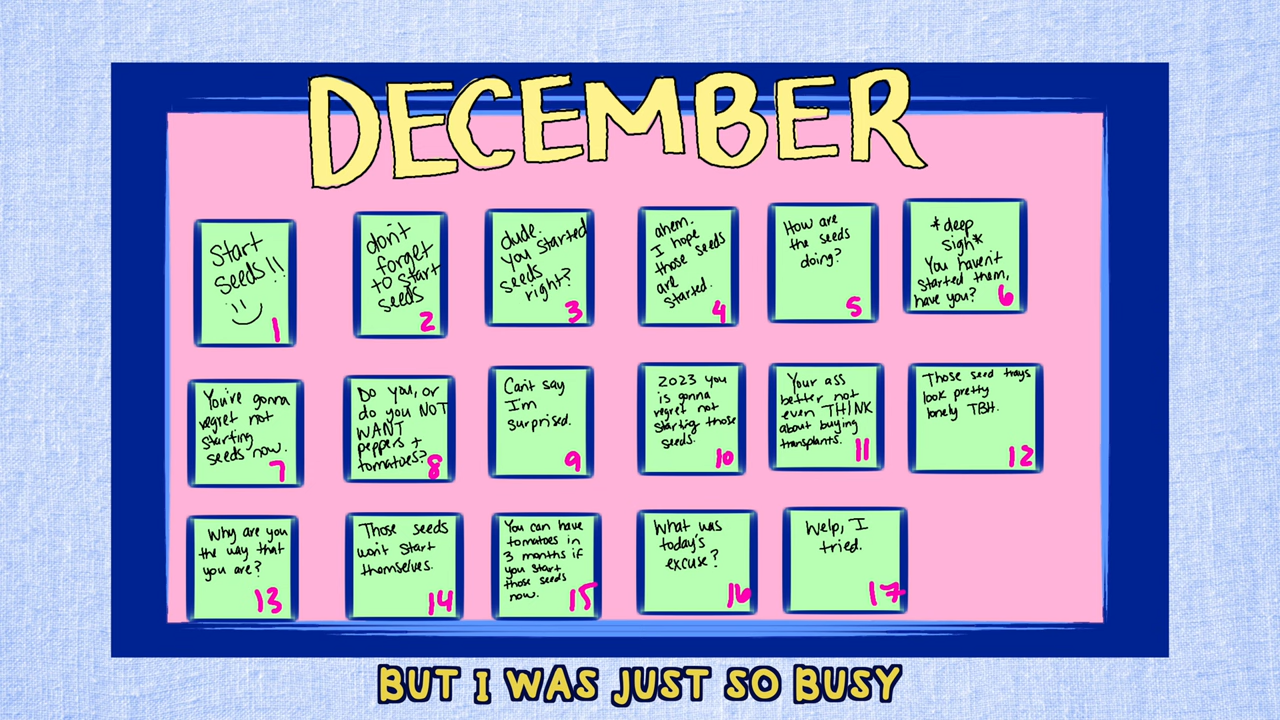 DECEMBER
Start
seeds!!
1
don't
forget
to start
seeds
2
dude.
You started
seeds
right?
3
ahem.
I hope
those seeds
are
started.
4
How are
the seeds
doing?
5
*deep
sigh*
You haven't
started them,
have you?
6
You're gonna
regret not
starting
seeds now.
7
Do you, or
do you NOT
WANT
peppers +
tomatoes?
8
Can't say
I'm
surprised.
9
2023 you
is gonna
regret not
starting those
seeds.
10
Your ass
better not
even THINK
about buying
transplants.
11
Those seed trays
look pretty
lonely TBH.
12
Why are you
the way that
you are?
13
Those seeds
won't start
themselves.
14
You can have
tomatoes in
3 months if
you start
those seeds
now.
15
What was
today's
excuse?
16
Welp, I
tried.
17
BUT I WAS JUST SO BUSY